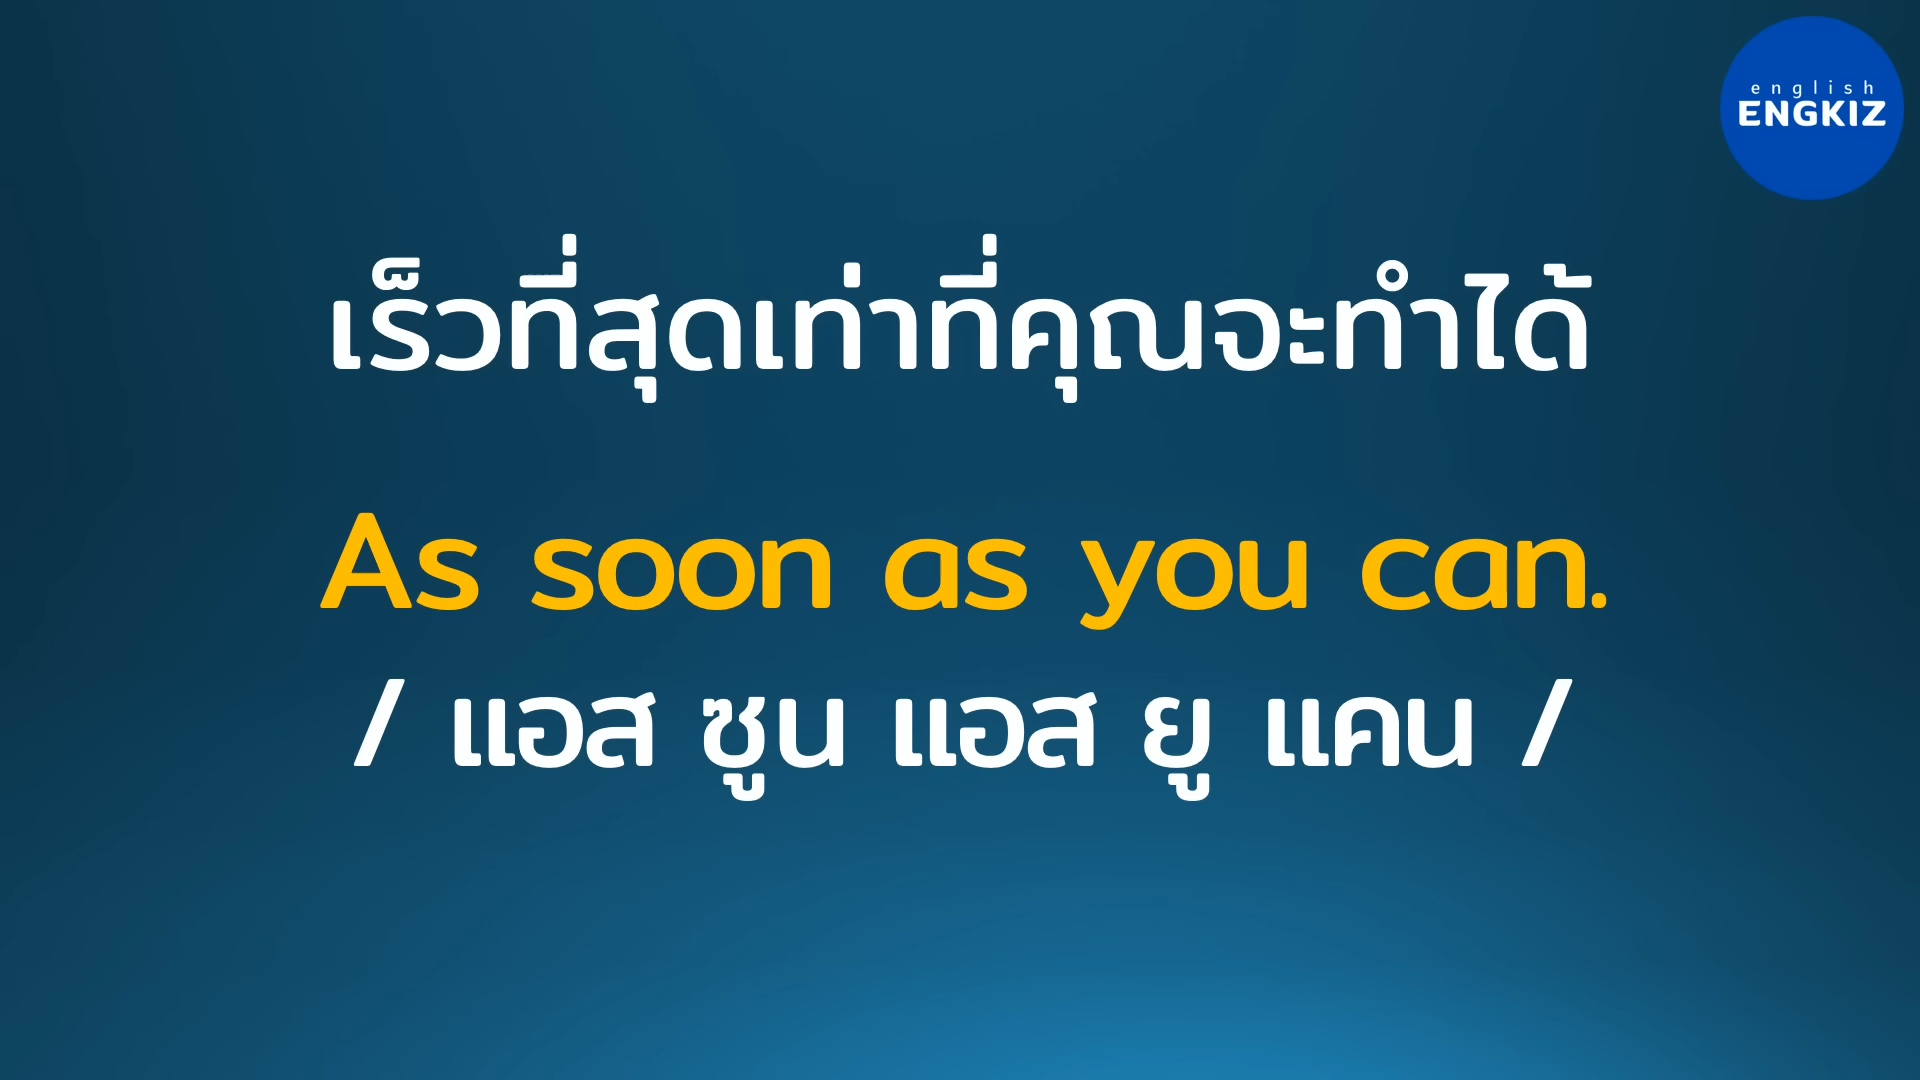 english
ENGKIZ
เร็วที่สุดเท่าที่คุณจะทำได้
As soon as you can.
/ แอส ซูน แอส ยู แคน /